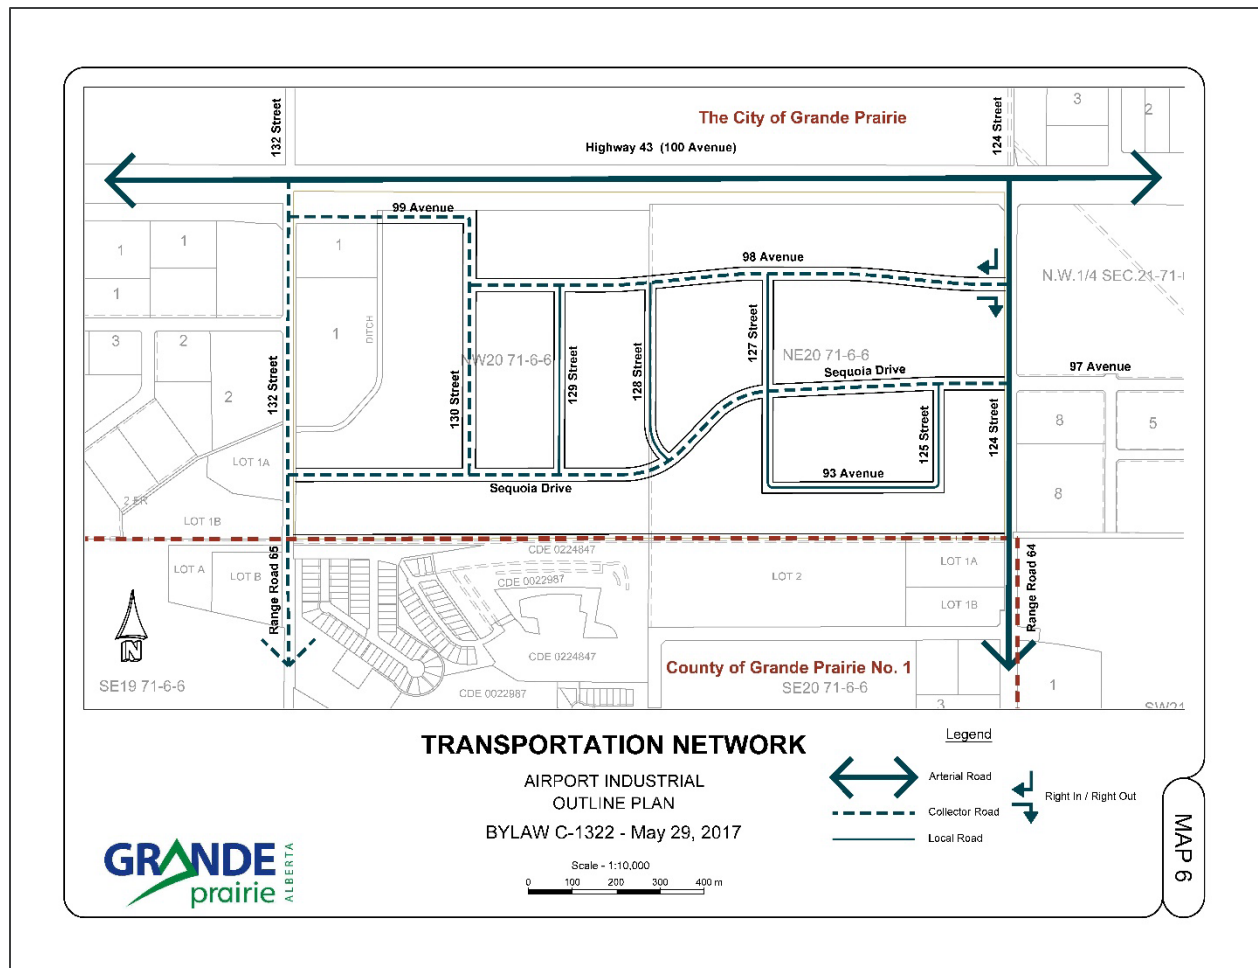 3
2
132 Street
The City of Grande Prairie
124 Street
Highway 43 (100 Avenue)
99 Avenue
1
1
1
98 Avenue
N.W.1/4 SEC.21-71-
1
1
DITCH
3
2
NW20 71-6-6
127 Street
NE20 71-6-6
Sequoia Drive
97 Avenue
132 Street
2
130 Street
129 Street
128 Street
125 Street
124 Street
8
5
LOT 1A
93 Avenue
Sequoia Drive
8
2 ER
LOT 1B
CDE 0224847
LOT A
LOT B
Range Road 65
CDE 0022987
LOT 2
LOT 1A
LOT 1B
Range Road 64
N
CDE 0224847
County of Grande Prairie No. 1
SE19 71-6-6
CDE 0022987
SE20 71-6-6
1
3
SW21
TRANSPORTATION NETWORK
AIRPORT INDUSTRIAL
OUTLINE PLAN
BYLAW C-1322 - May 29, 2017
Scale - 1:10,000
0 100 200 300 400 m
Legend
Arterial Road
Right In / Right Out
Collector Road
Local Road
GRANDE
prairie
ALBERTA
MAP 6